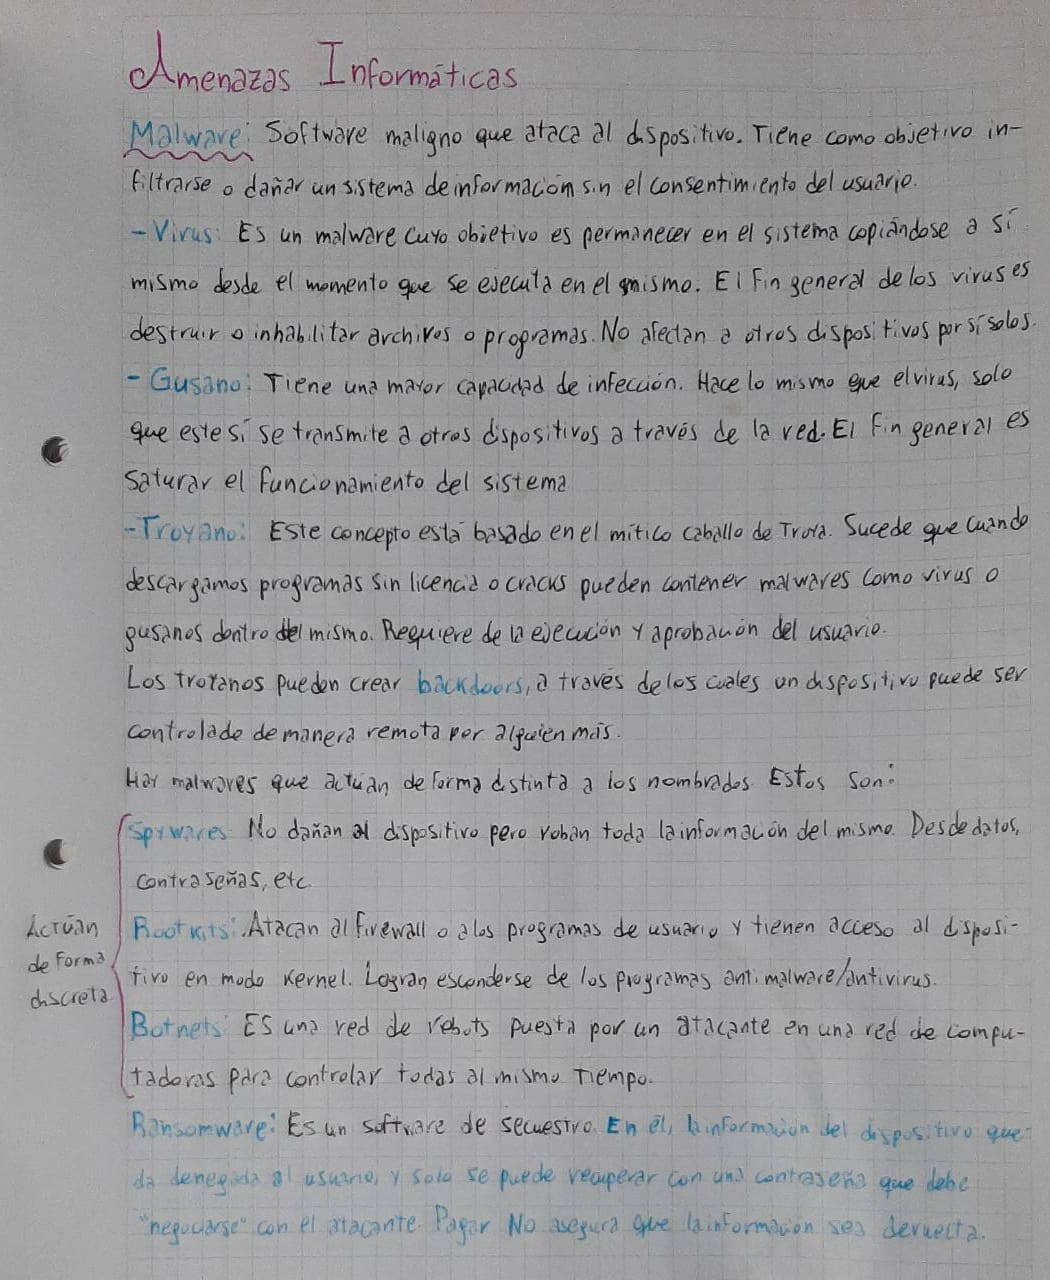 Amenazas Informáticas
Malware: Software maligno que ataca al dispositivo. Tiene como objetivo in-
filtrarse o dañar un sistema de información sin el consentimiento del usuario.
- Virus: Es un malware cuyo objetivo es permanecer en el sistema copiándose a sí
mismo desde el momento que se ejecuta en el mismo. El fin general de los virus es
destruir o inhabilitar archivos o programas. No afectan a otros dispositivos por sí solos.
- Gusano: Tiene una mayor capacidad de infección. Hace lo mismo que el virus, solo
que este sí se transmite a otros dispositivos a través de la red. El fin general es
saturar el funcionamiento del sistema
- Troyano: Este concepto está basado en el mítico caballo de Troya. Sucede que cuando
descargamos programas sin licencia o cracks pueden contener malwares como virus o
gusanos dentro del mismo. Requiere de la ejecución y aprobación del usuario.
Los troyanos pueden crear backdoors, a través de los cuales un dispositivo puede ser
controlado de manera remota por alguien más.
Hay malwares que actúan de forma distinta a los nombrados. Estos son:
Spywares No dañan al dispositivo pero roban toda la información del mismo. Desde datos,
contraseñas, etc.
Actúan
de forma
discreta.
Rootkits: Atacan al firewall o a los programas de usuario y tienen acceso al disposi-
tivo en modo kernel. Logran esconderse de los programas antimalware/antivirus.
Botnets: Es una red de robots puesta por un atacante en una red de compu-
tadoras para controlar todas al mismo tiempo.
Ransomware: Es un software de secuestro. En él, la información del dispositivo que-
da denegada al usuario, y solo se puede recuperar con una contraseña que debe
"negociarse" con el atacante. Pagar NO asegura que la información sea devuelta.